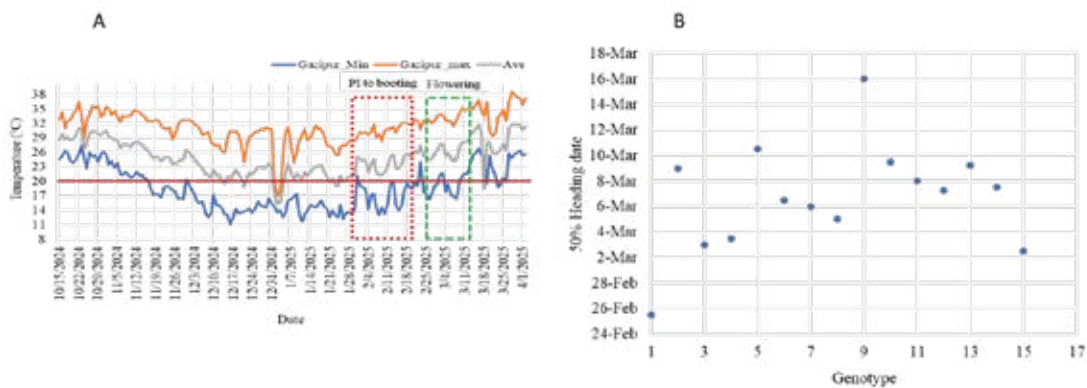 A
Gazipur_Min Gazipur_max Ave
PI to booting Flowering
Temperature (°C)
38
35
32
29
26
23
20
17
14
11
8
10/15/2024
10/22/2024
10/29/2024
11/5/2024
11/12/2024
11/19/2024
11/26/2024
12/3/2024
12/10/2024
12/17/2024
12/24/2024
12/31/2024
1/7/2025
1/14/2025
1/21/2025
1/28/2025
2/4/2025
2/11/2025
2/18/2025
2/25/2025
3/4/2025
3/11/2025
3/18/2025
3/25/2025
4/1/2025
Date
B
50% Heading date
18-Mar
16-Mar
14-Mar
12-Mar
10-Mar
8-Mar
6-Mar
4-Mar
2-Mar
28-Feb
26-Feb
24-Feb
1 3 5 7 9 11 13 15 17
Genotype